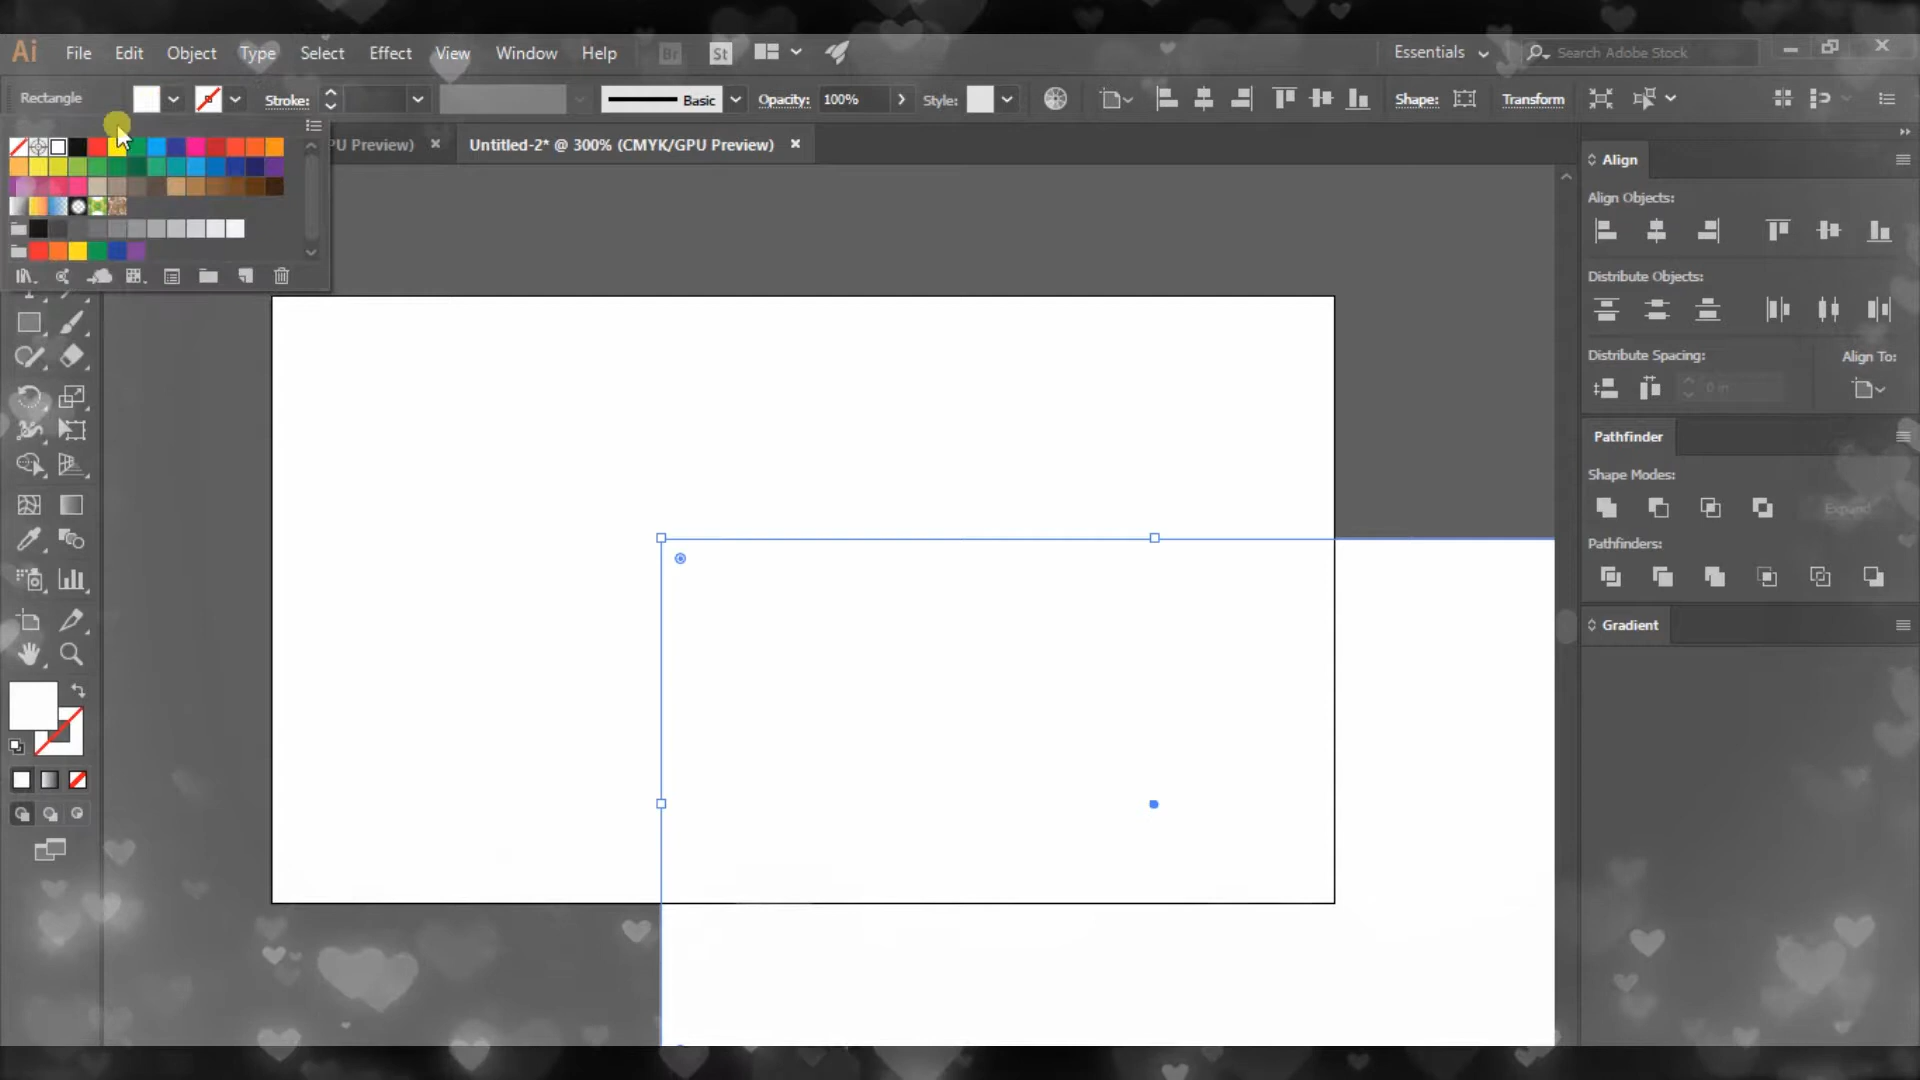 Ai File Edit Object Type Select Effect View Window Help Br St Essentials Search Adobe Stock
Rectangle Stroke: Basic Opacity: 100% Style: Shape: Transform
PU Preview) × Untitled-2* @ 300% (CMYK/GPU Preview) ×
Align
Align Objects:
Distribute Objects:
Distribute Spacing: Align To:
0 in
Pathfinder
Shape Modes:
Expand
Pathfinders:
Gradient